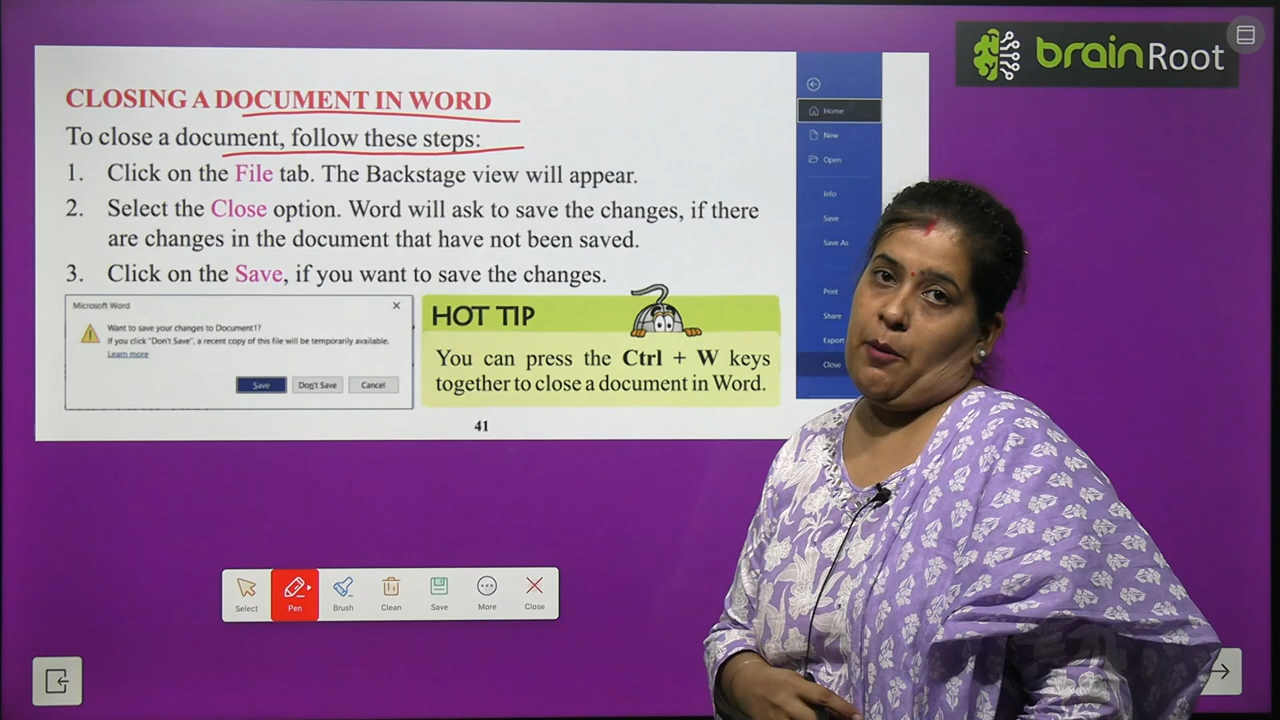 brainRoot
CLOSING A DOCUMENT IN WORD
To close a document, follow these steps:
1. Click on the File tab. The Backstage view will appear.
2. Select the Close option. Word will ask to save the changes, if there
are changes in the document that have not been saved.
3. Click on the Save, if you want to save the changes.
Microsoft Word
Want to save your changes to Document1?
If you click "Don't Save", a recent copy of this file will be temporarily available.
Learn more
Save Don't Save Cancel
HOT TIP
You can press the Ctrl + W keys
together to close a document in Word.
41
Home
New
Open
Info
Save
Save As
Print
Share
Export
Close
Select Pen Brush Clean Save More Close